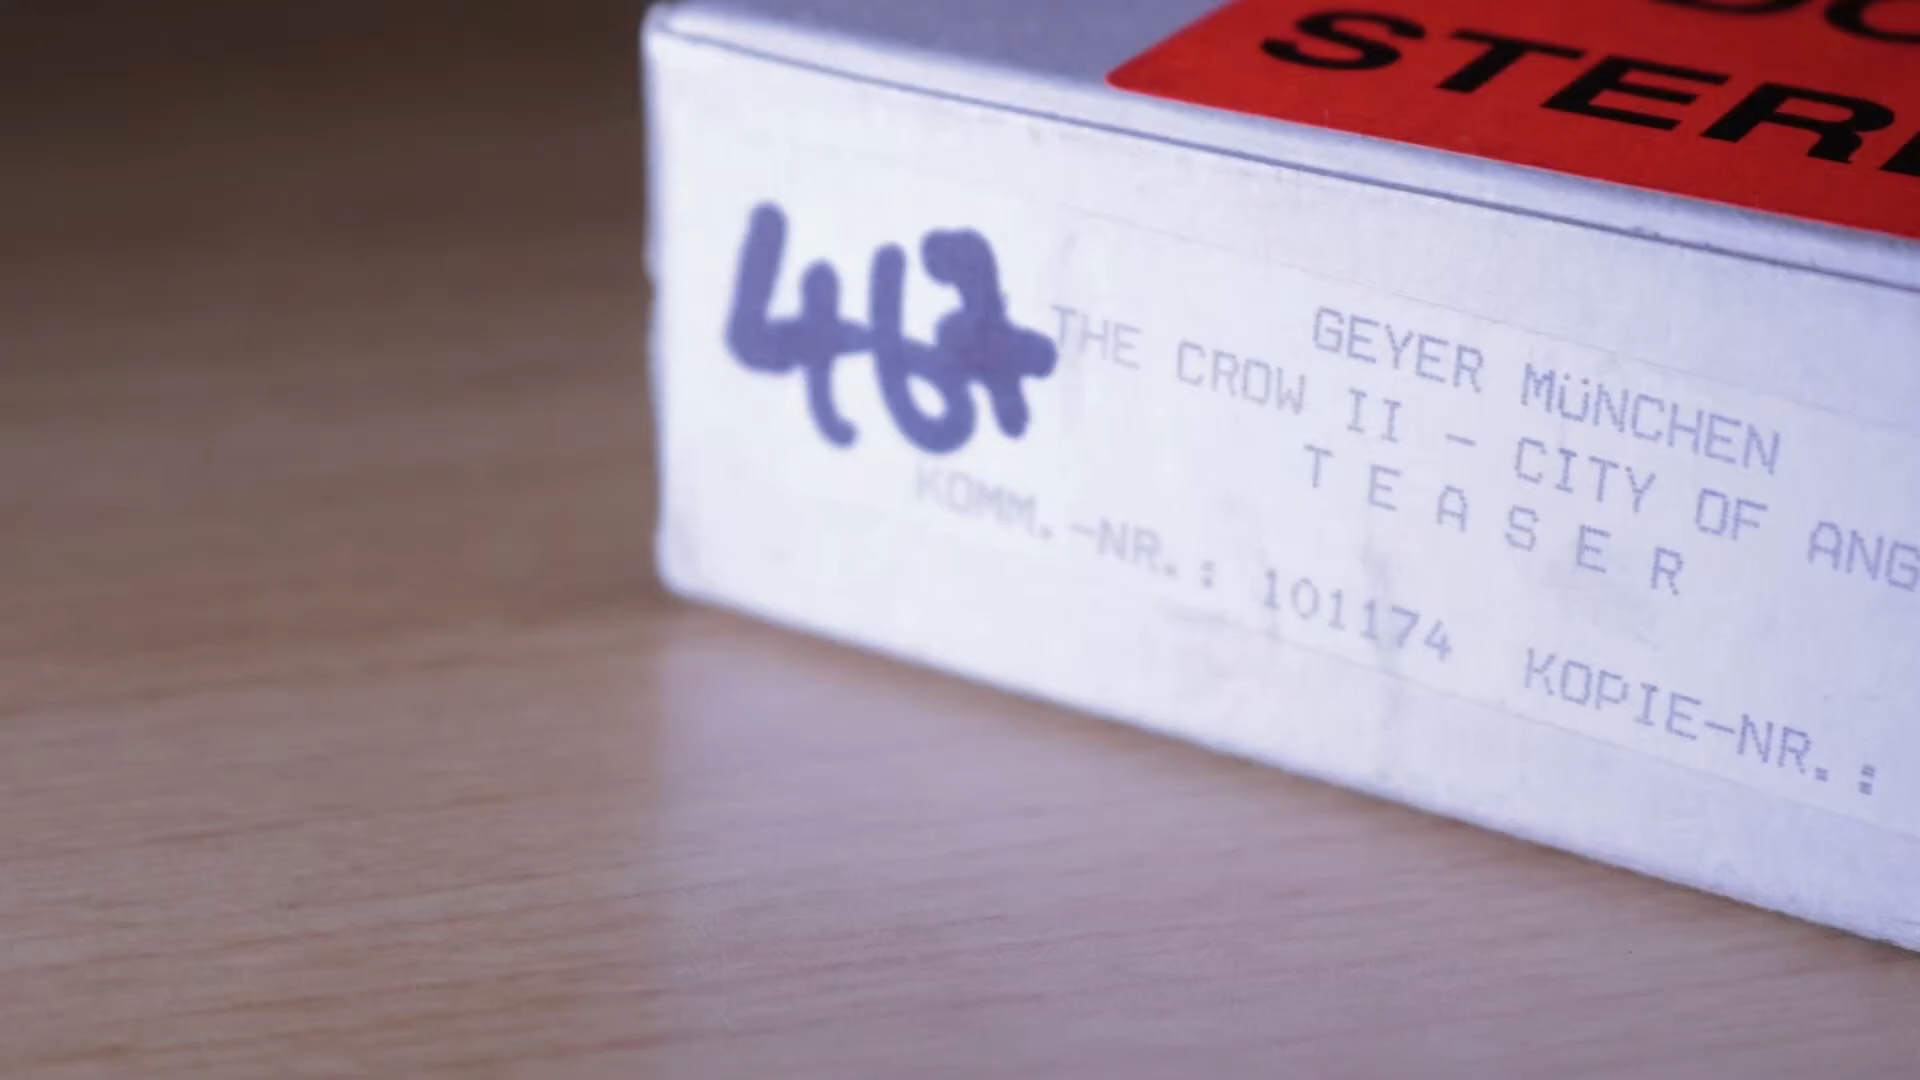 STER
467
GEYER MüNCHEN
THE CROW II - CITY OF ANG
T E A S E R
KOMM.-NR.: 101174 KOPIE-NR.: